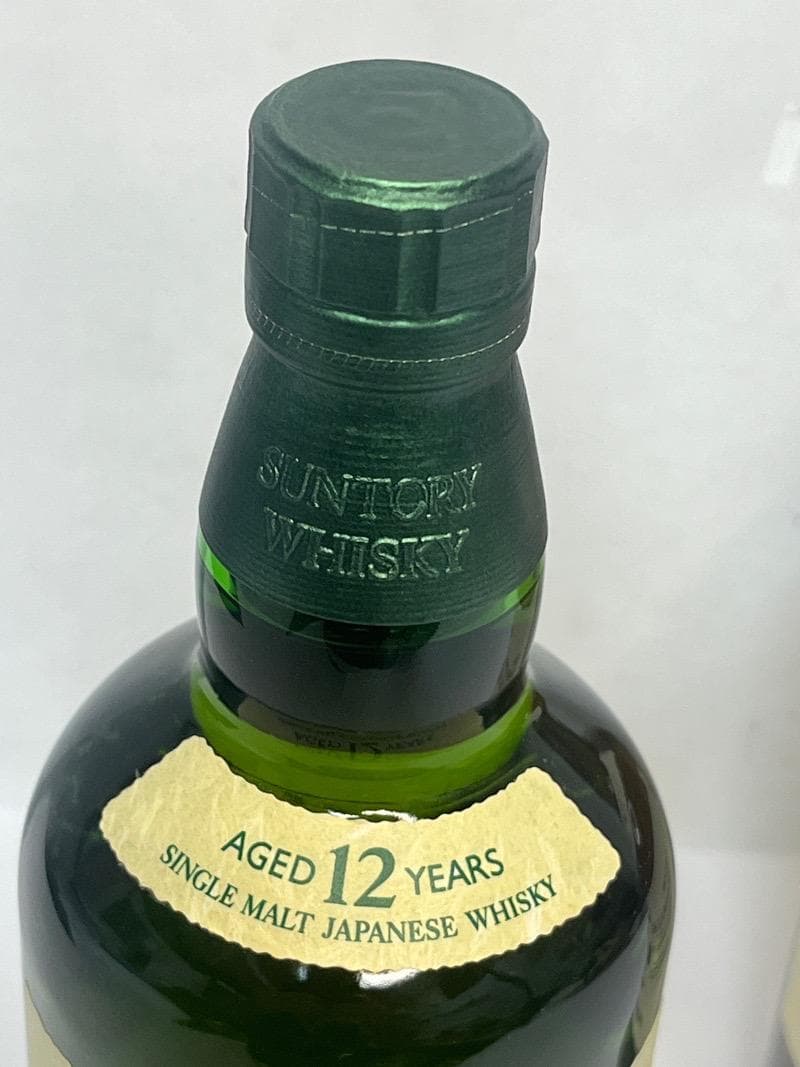 SUNTORY
WHISKY
AGED 12 YEARS
SINGLE MALT JAPANESE WHISKY